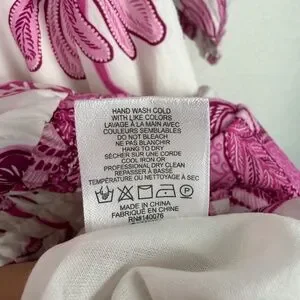 HAND WASH COLD
WITH LIKE COLORS
LAVAGE À LA MAIN AVEC
COULEURS SEMBLABLES
DO NOT BLEACH
NE PAS BLANCHIR
HANG TO DRY
SÉCHER SUR UNE CORDE
COOL IRON OR
PROFESSIONAL DRY CLEAN
REPASSER À BASSE
TEMPÉRATURE OU NETTOYAGE À SEC
MADE IN CHINA
FABRIQUÉ EN CHINE
RN#140076